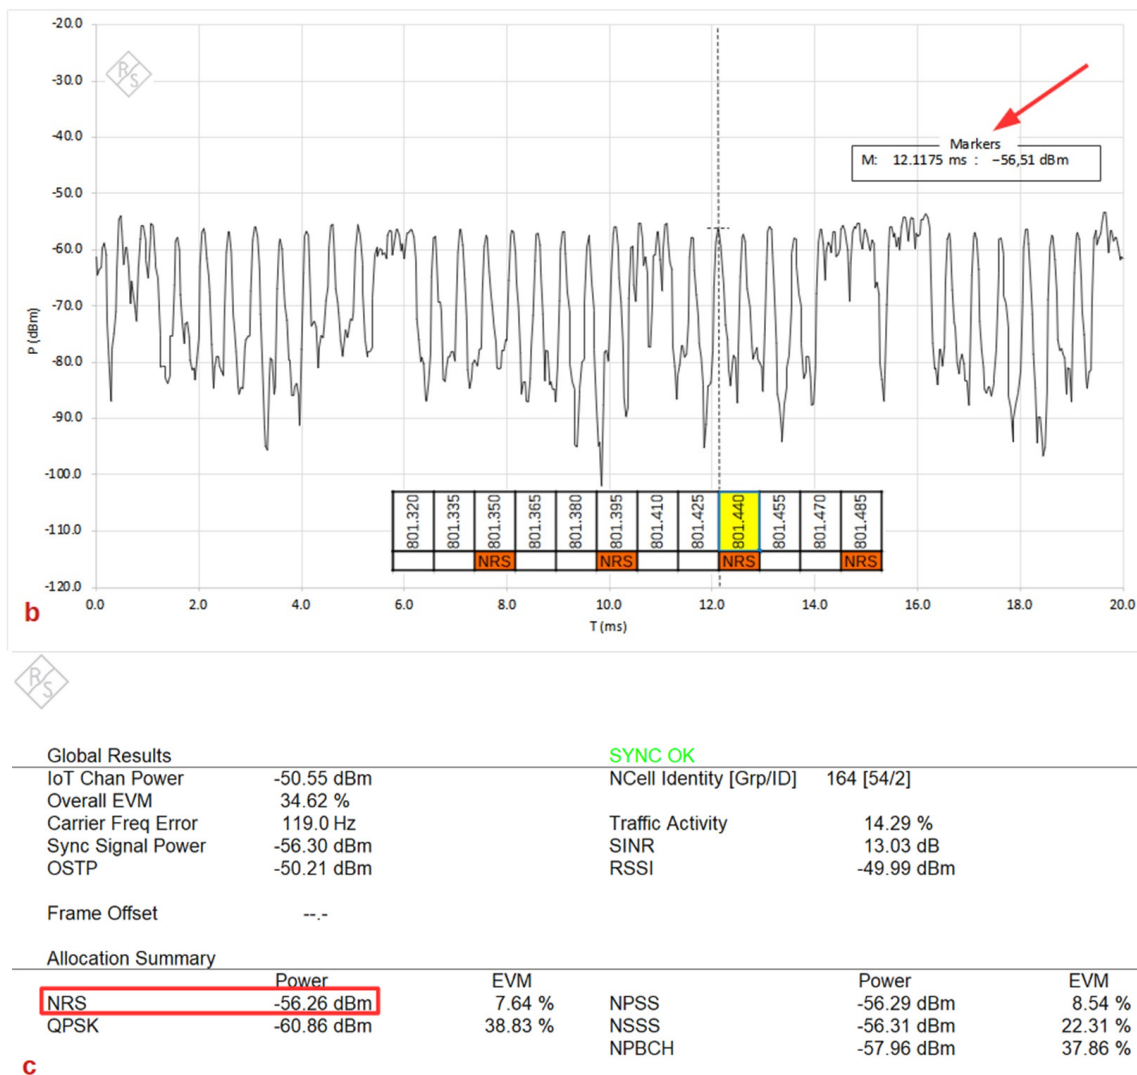 -20.0
-30.0
-40.0
-50.0
-60.0
-70.0
-80.0
-90.0
-100.0
-110.0
-120.0
P (dBm)
R/S
Markers
M: 12.1175 ms : −56,51 dBm
801.320 801.335 801.350 801.365 801.380 801.395 801.410 801.425 801.440 801.455 801.470 801.485
NRS NRS NRS NRS
0.0 2.0 4.0 6.0 8.0 10.0 12.0 14.0 16.0 18.0 20.0
T (ms)
b
R/S
Global Results SYNC OK
IoT Chan Power -50.55 dBm NCell Identity [Grp/ID] 164 [54/2]
Overall EVM 34.62 %
Carrier Freq Error 119.0 Hz Traffic Activity 14.29 %
Sync Signal Power -56.30 dBm SINR 13.03 dB
OSTP -50.21 dBm RSSI -49.99 dBm
Frame Offset --.-
Allocation Summary
Power EVM Power EVM
NRS -56.26 dBm 7.64 % NPSS -56.29 dBm 8.54 %
QPSK -60.86 dBm 38.83 % NSSS -56.31 dBm 22.31 %
NPBCH -57.96 dBm 37.86 %
c